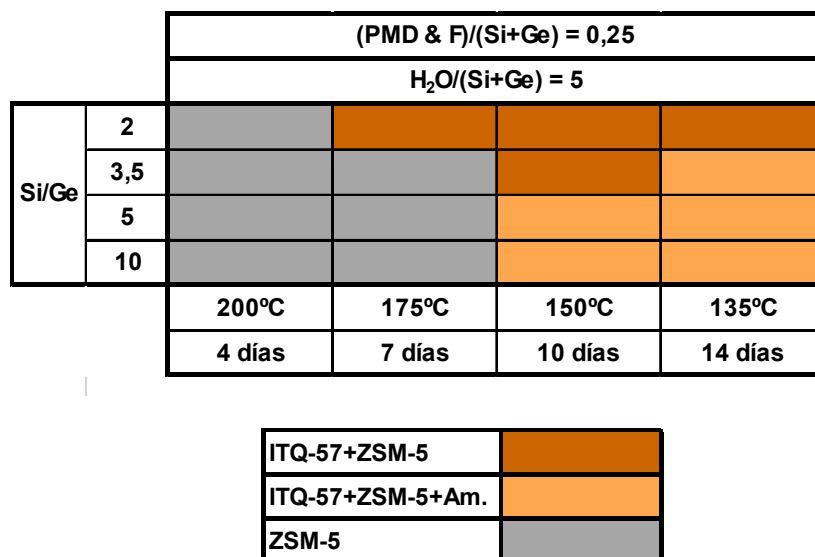 (PMD & F)/(Si+Ge) = 0,25
H₂O/(Si+Ge) = 5
Si/Ge
2
3,5
5
10
200ºC 175ºC 150ºC 135ºC
4 días 7 días 10 días 14 días
ITQ-57+ZSM-5
ITQ-57+ZSM-5+Am.
ZSM-5